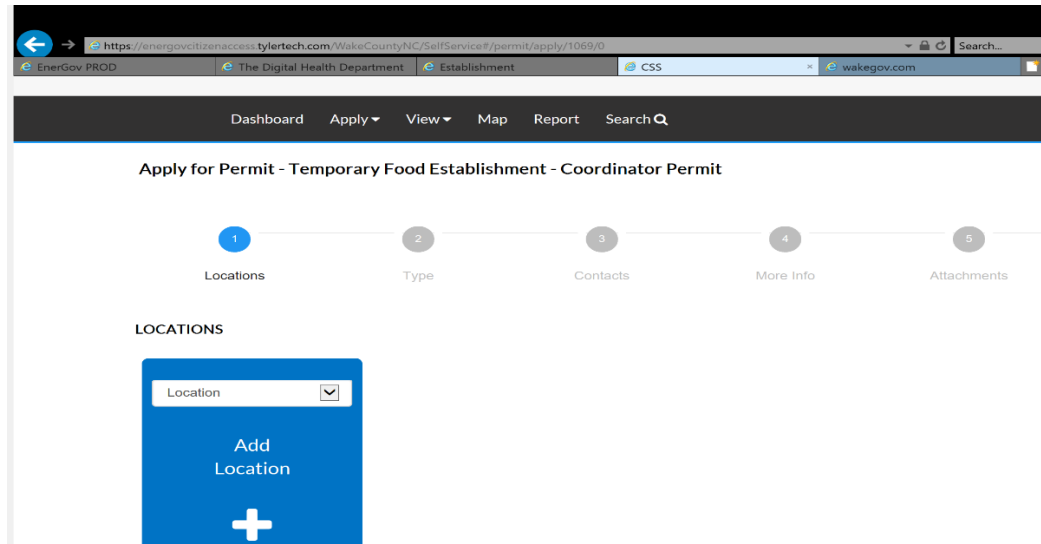 https://energovcitizenaccess.tylertech.com/WakeCountyNC/SelfService#/permit/apply/1069/0
Search...
EnerGov PROD
The Digital Health Department
Establishment
CSS
wakegov.com
Dashboard Apply View Map Report Search
Apply for Permit - Temporary Food Establishment - Coordinator Permit
1 2 3 4 5
Locations Type Contacts More Info Attachments
LOCATIONS
Location
Add
Location